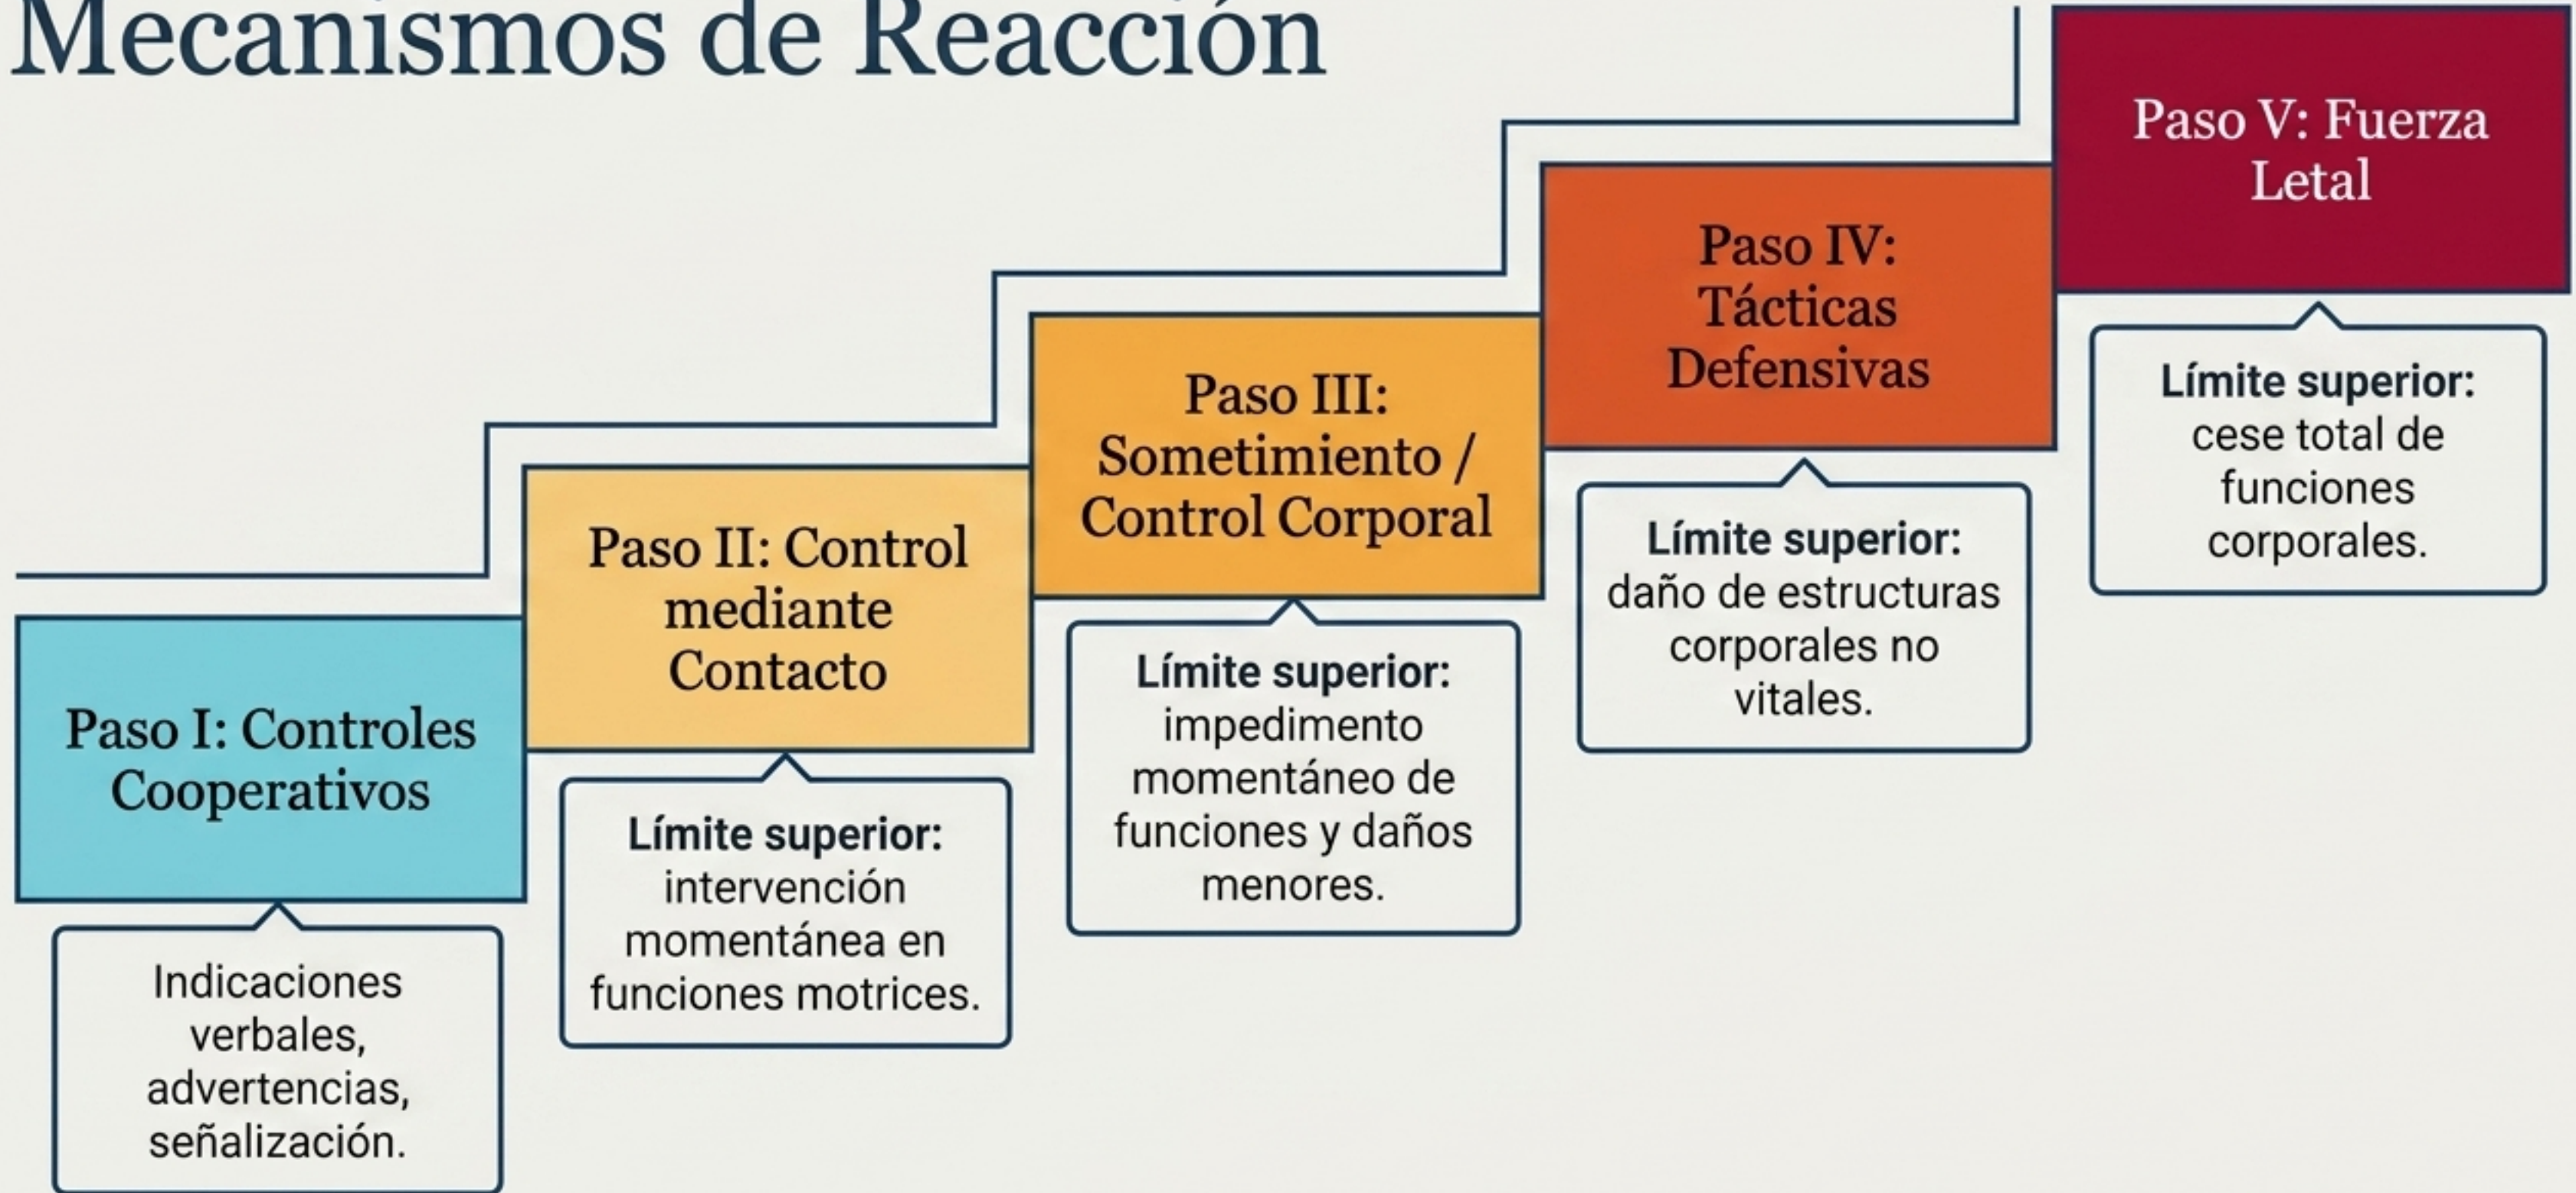 Mecanismos de Reacción
Paso I: Controles
Cooperativos
Indicaciones
verbales,
advertencias,
señalización.
Paso II: Control
mediante
Contacto
Límite superior:
intervención
momentánea en
funciones motrices.
Paso III:
Sometimiento /
Control Corporal
Límite superior:
impedimento
momentáneo de
funciones y daños
menores.
Paso IV:
Tácticas
Defensivas
Límite superior:
daño de estructuras
corporales no
vitales.
Paso V: Fuerza
Letal
Límite superior:
cese total de
funciones
corporales.